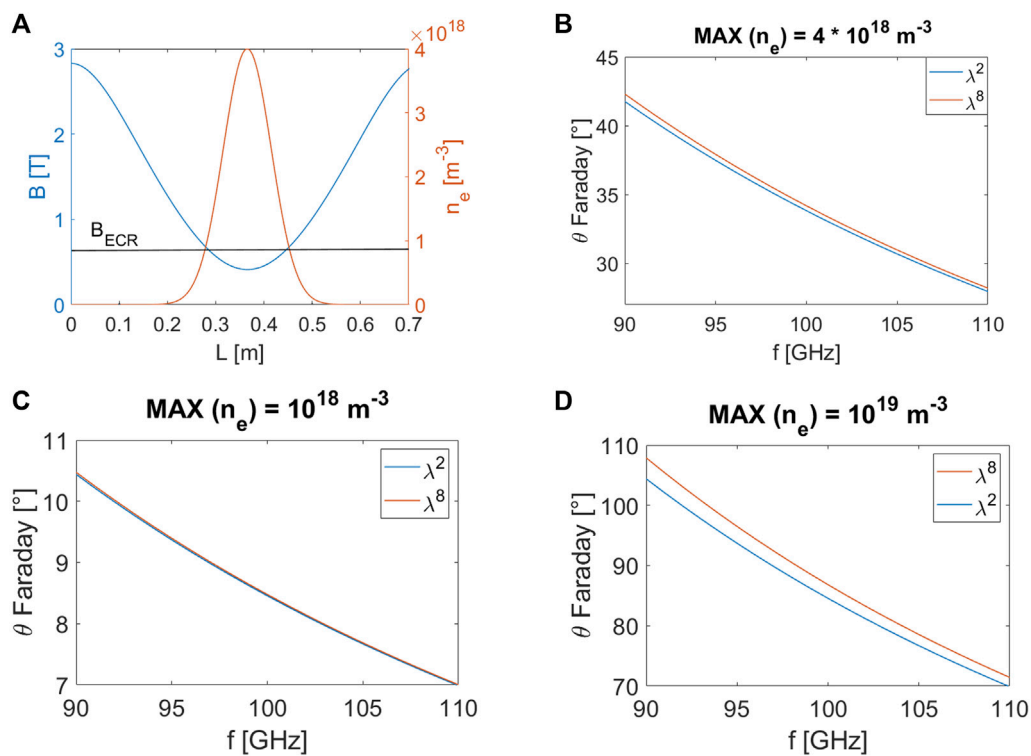 A
×10^18
3
2
1
0
B [T]
B_ECR
4
3
2
1
0
n_e [m^-3]
0 0.1 0.2 0.3 0.4 0.5 0.6 0.7
L [m]
B
MAX (n_e) = 4 * 10^18 m^-3
45
40
35
30
θ Faraday [°]
λ^2
λ^8
90 95 100 105 110
f [GHz]
C
MAX (n_e) = 10^18 m^-3
11
10
9
8
7
θ Faraday [°]
λ^2
λ^8
90 95 100 105 110
f [GHz]
D
MAX (n_e) = 10^19 m^-3
110
100
90
80
70
θ Faraday [°]
λ^8
λ^2
90 95 100 105 110
f [GHz]